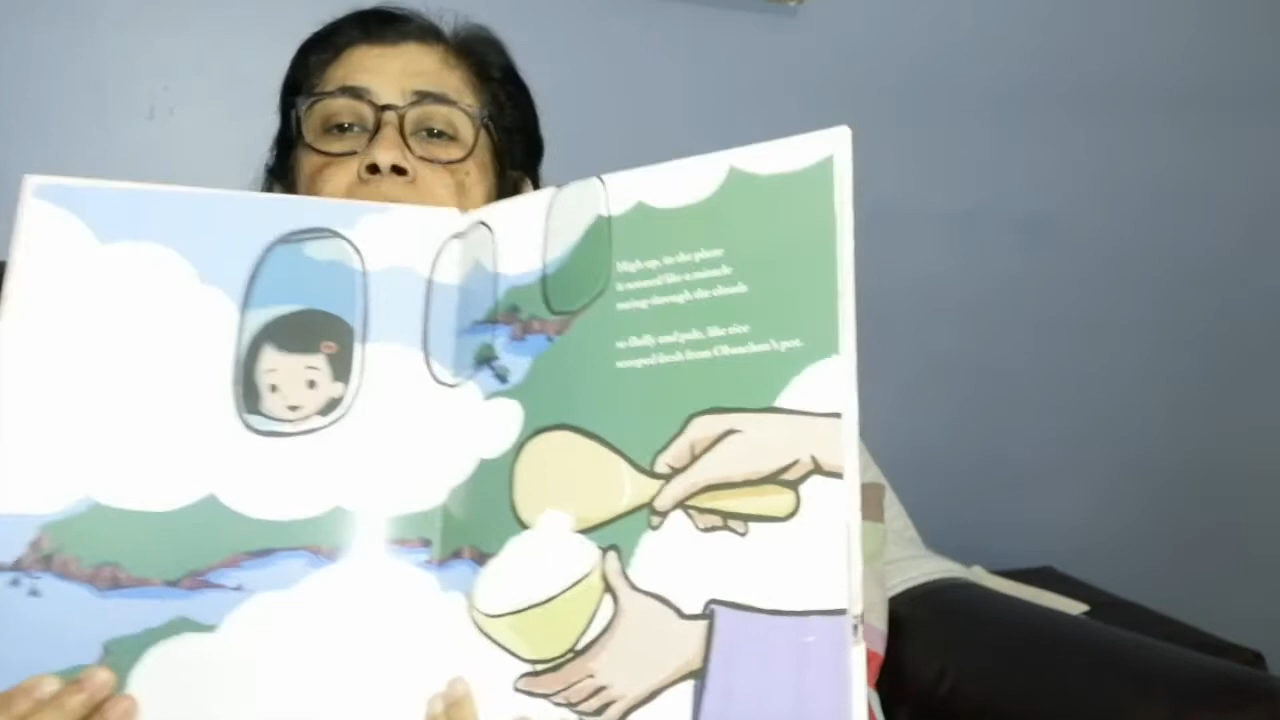 High up, in the plane
it seemed like a miracle
rising through the clouds
so fluffy and pale, like rice
scooped fresh from Obaachan's pot.